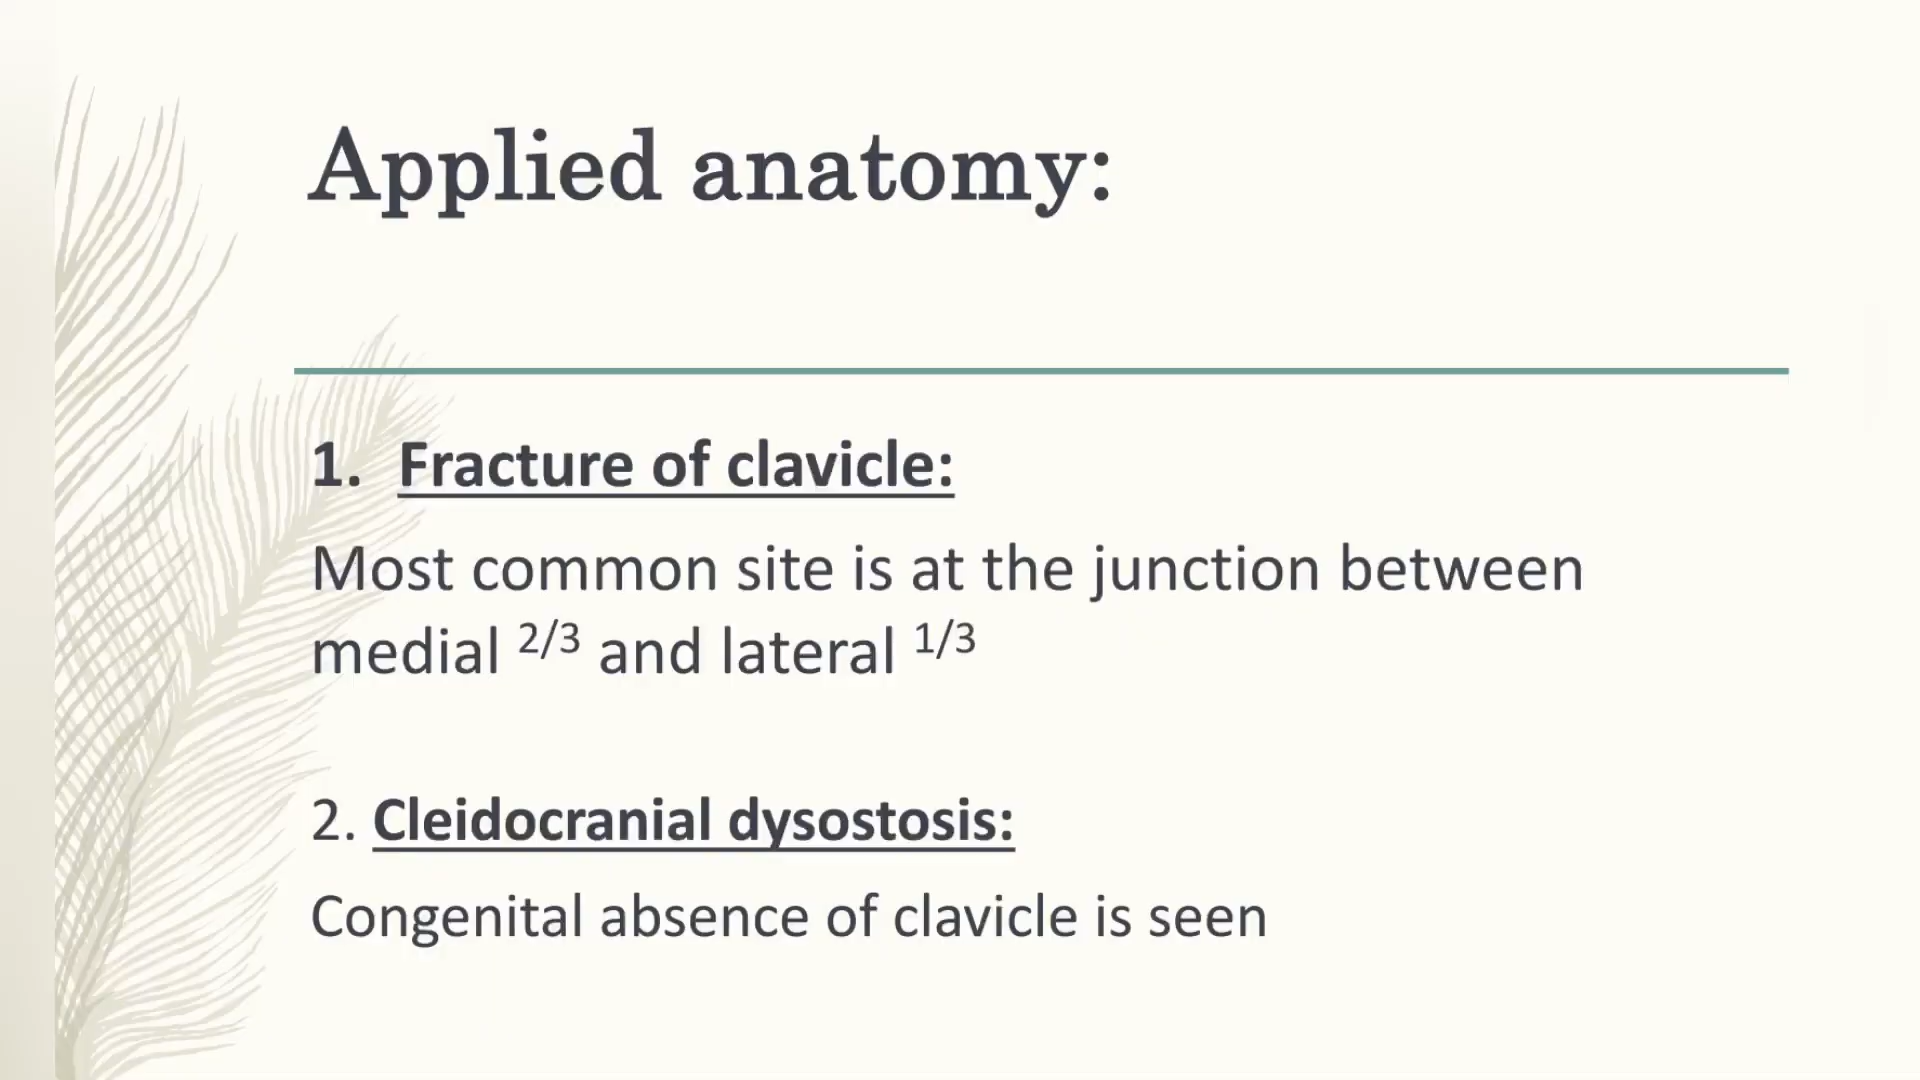 Applied anatomy:
1. Fracture of clavicle:
Most common site is at the junction between
medial 2/3 and lateral 1/3
2. Cleidocranial dysostosis:
Congenital absence of clavicle is seen